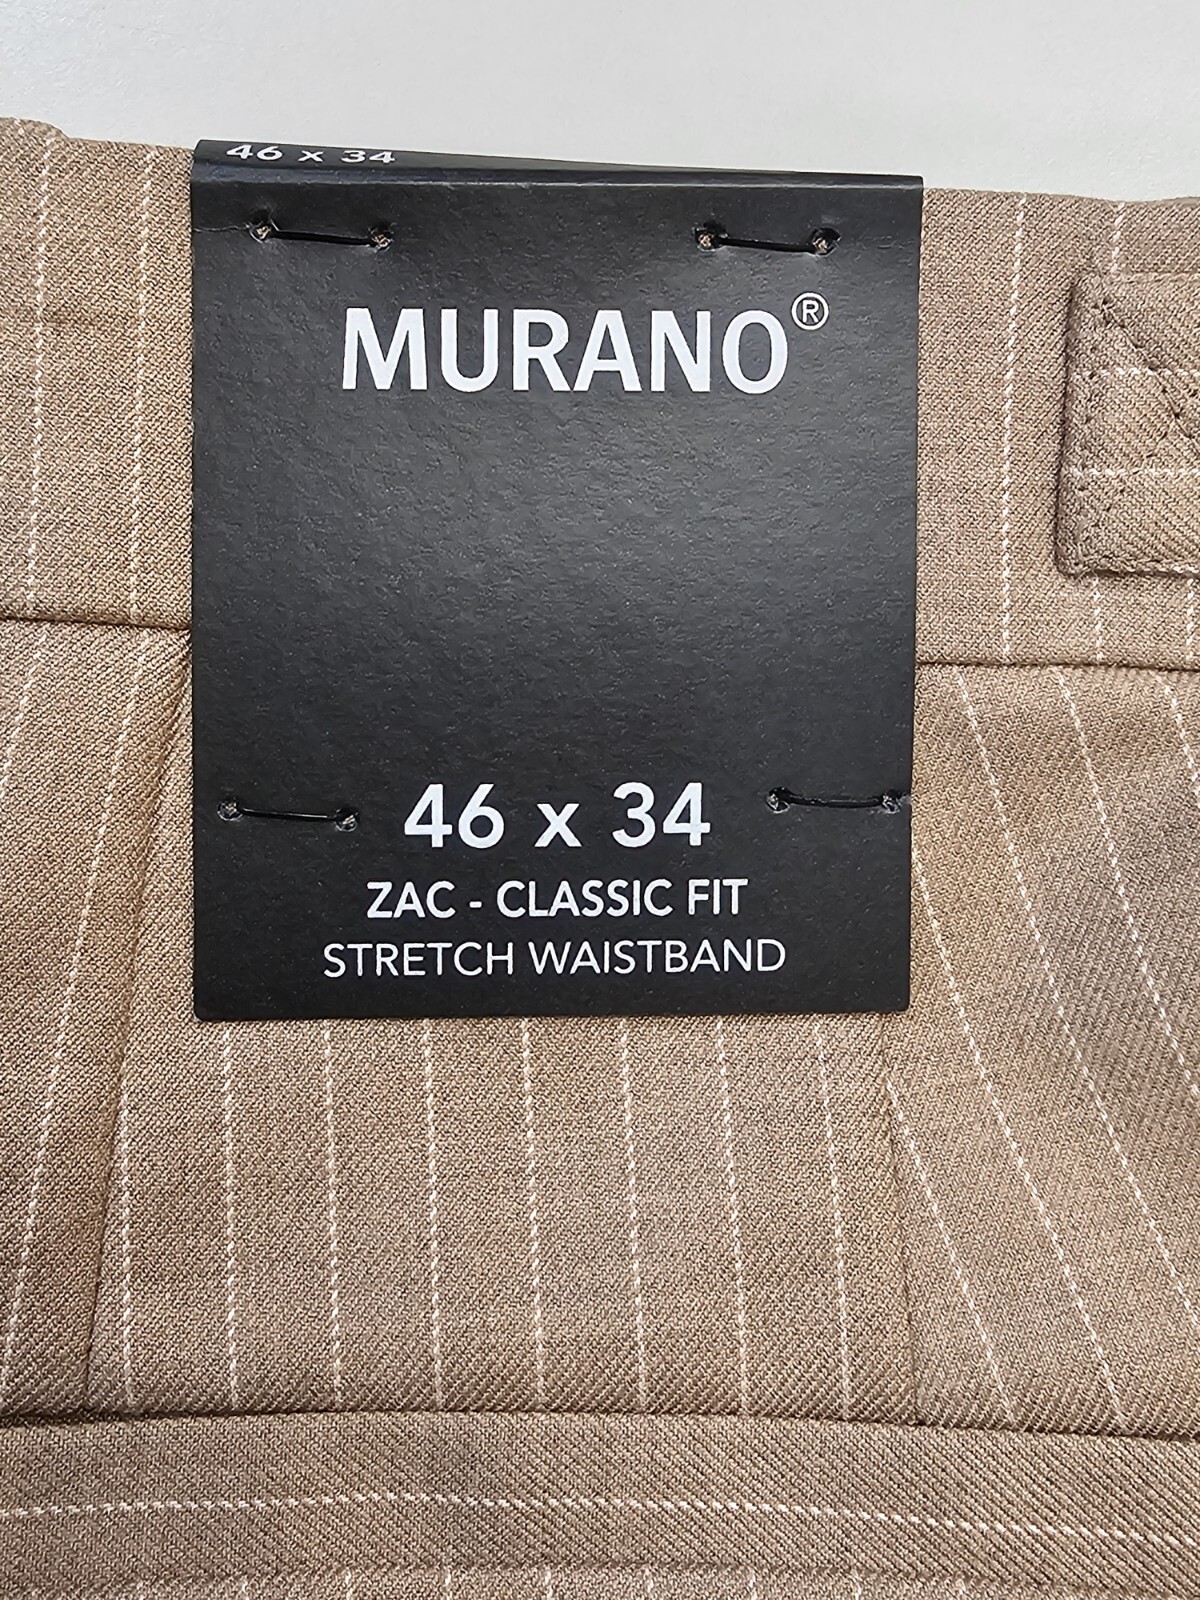 46 x 34
MURANO®
46 x 34
ZAC - CLASSIC FIT
STRETCH WAISTBAND